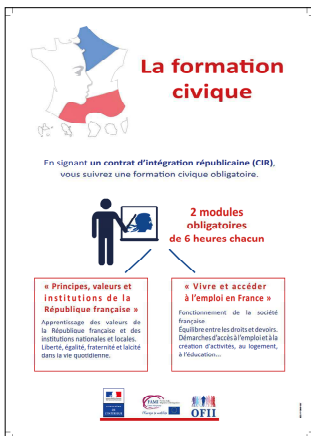 La formation
civique
En signant un contrat d'intégration républicaine (CIR),
vous suivrez une formation civique obligatoire.
2 modules
obligatoires
de 6 heures chacun
« Principes, valeurs et
institutions de la
République française »
Apprentissage des valeurs de
la République française et des
institutions nationales et locales.
Liberté, égalité, fraternité et laïcité
dans la vie quotidienne.
« Vivre et accéder
à l'emploi en France »
Fonctionnement de la société
française
Équilibre entre les droits et devoirs.
Démarches d'accès à l'emploi et à la
création d'activités, au logement,
à l'éducation...
FAMI
OFII